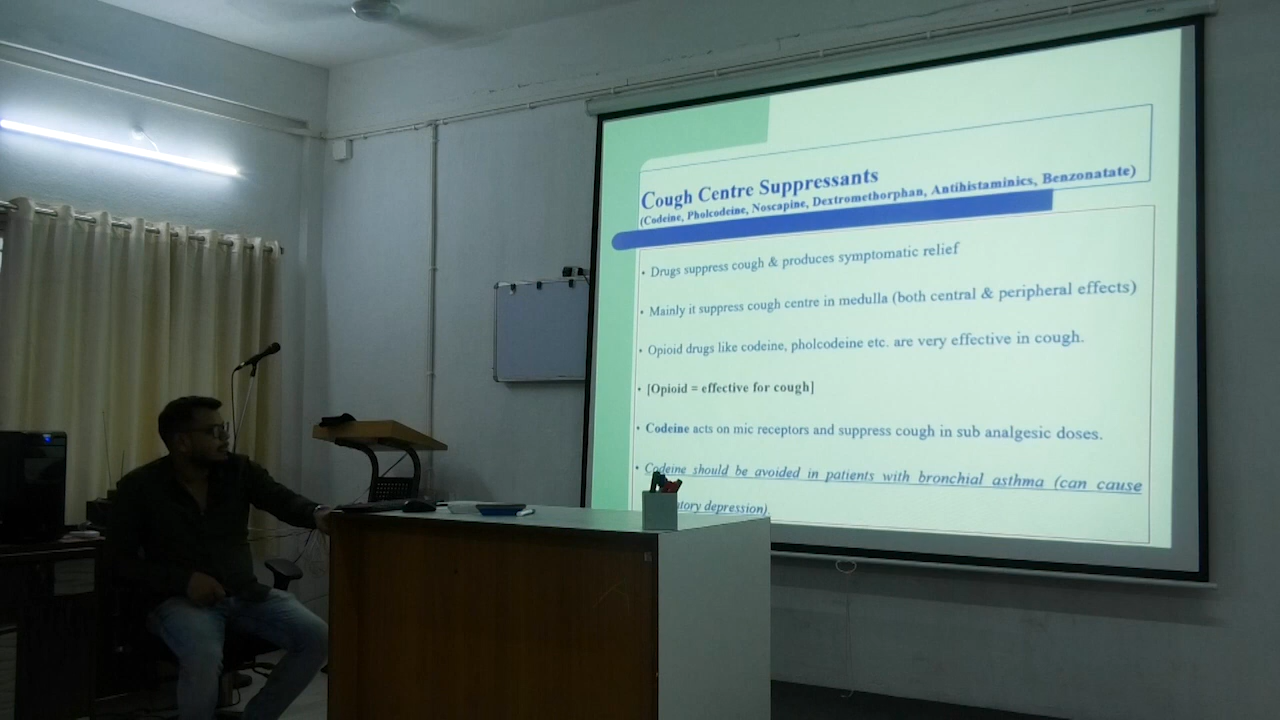 Cough Centre Suppressants
(Codeine, Pholcodeine, Noscapine, Dextromethorphan, Antihistaminics, Benzonatate)
• Drugs suppress cough & produces symptomatic relief
• Mainly it suppress cough centre in medulla (both central & peripheral effects)
• Opioid drugs like codeine, pholcodeine etc. are very effective in cough.
• [Opioid = effective for cough]
• Codeine acts on mic receptors and suppress cough in sub analgesic doses.
• Codeine should be avoided in patients with bronchial asthma (can cause
depression).